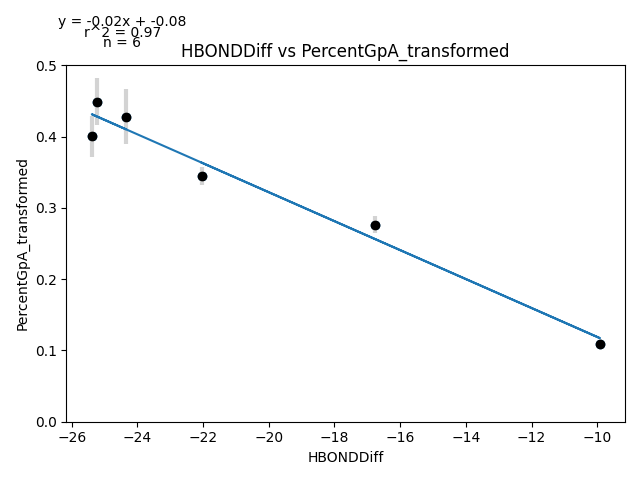 y = -0.02x + -0.08
r^2 = 0.97
n = 6
HBONDDiff vs PercentGpA_transformed
PercentGpA_transformed
0.5
0.4
0.3
0.2
0.1
0.0
−26 −24 −22 −20 −18 −16 −14 −12 −10
HBONDDiff